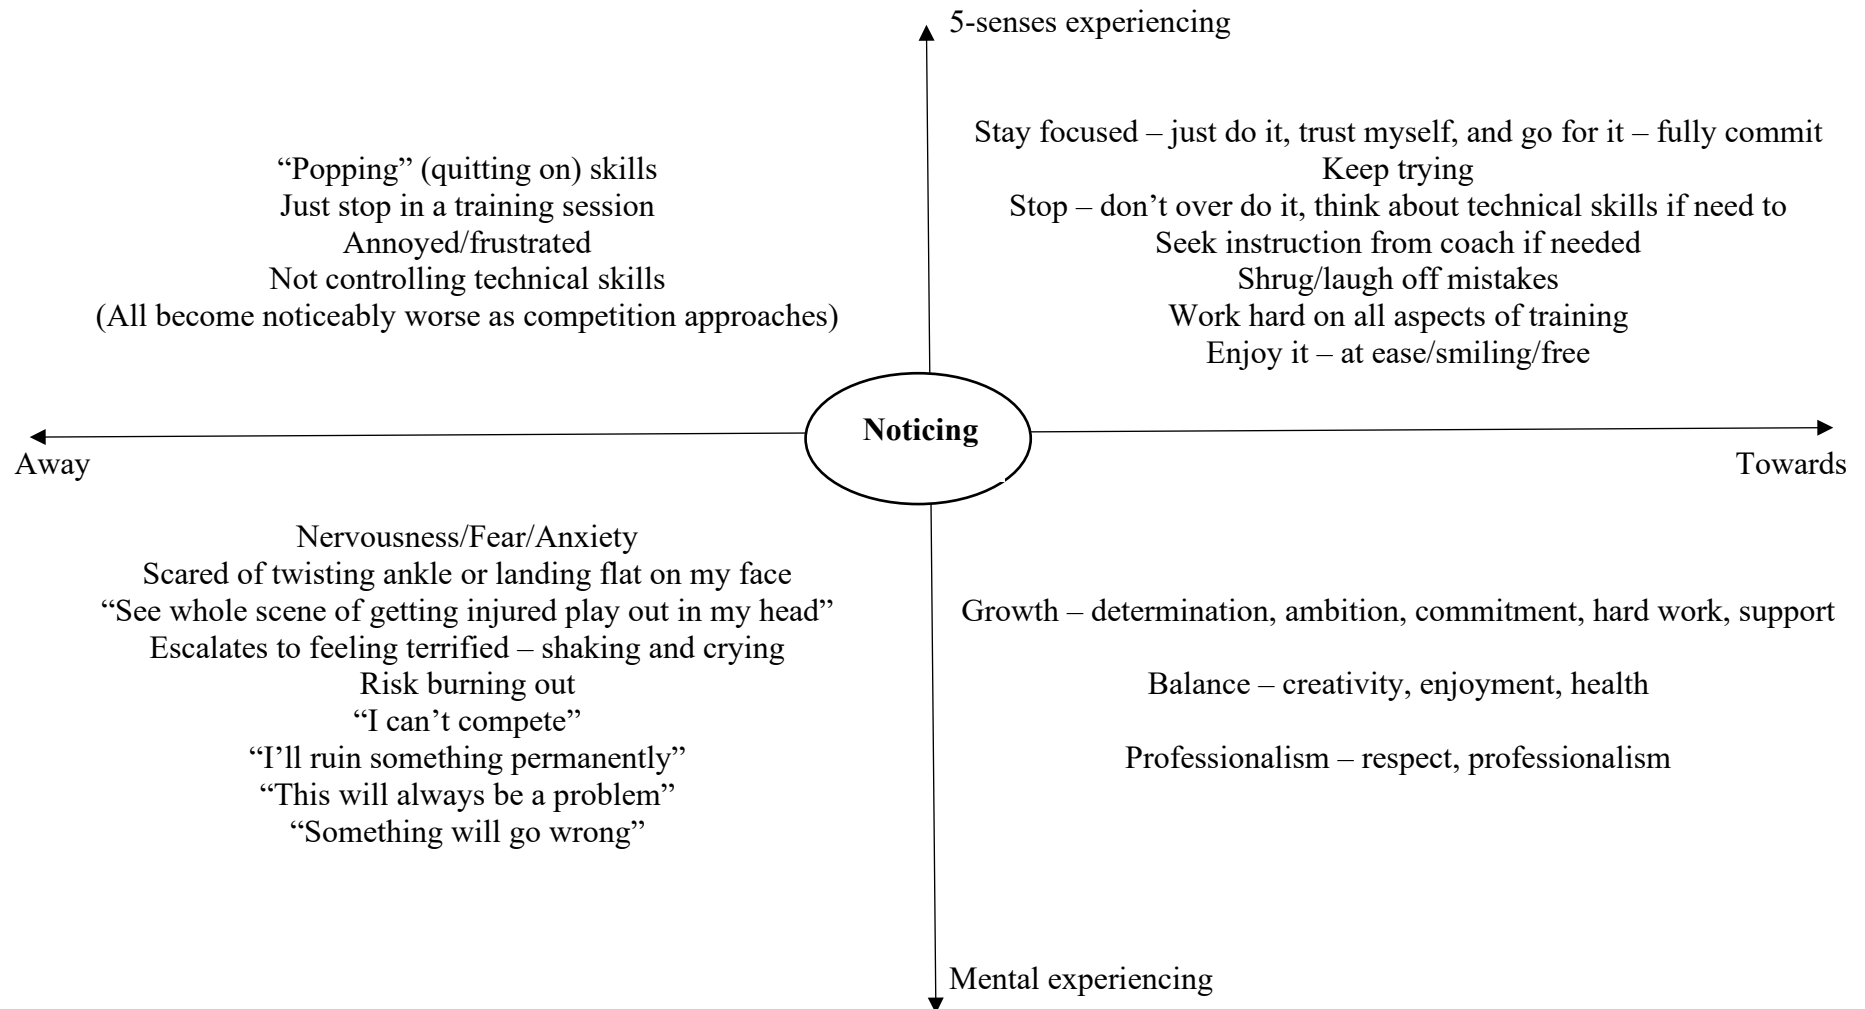 5-senses experiencing
“Popping” (quitting on) skills
Just stop in a training session
Annoyed/frustrated
Not controlling technical skills
(All become noticeably worse as competition approaches)
Stay focused – just do it, trust myself, and go for it – fully commit
Keep trying
Stop – don’t over do it, think about technical skills if need to
Seek instruction from coach if needed
Shrug/laugh off mistakes
Work hard on all aspects of training
Enjoy it – at ease/smiling/free
Noticing
Away
Towards
Nervousness/Fear/Anxiety
Scared of twisting ankle or landing flat on my face
“See whole scene of getting injured play out in my head”
Escalates to feeling terrified – shaking and crying
Risk burning out
“I can’t compete”
“I’ll ruin something permanently”
“This will always be a problem”
“Something will go wrong”
Growth – determination, ambition, commitment, hard work, support
Balance – creativity, enjoyment, health
Professionalism – respect, professionalism
Mental experiencing